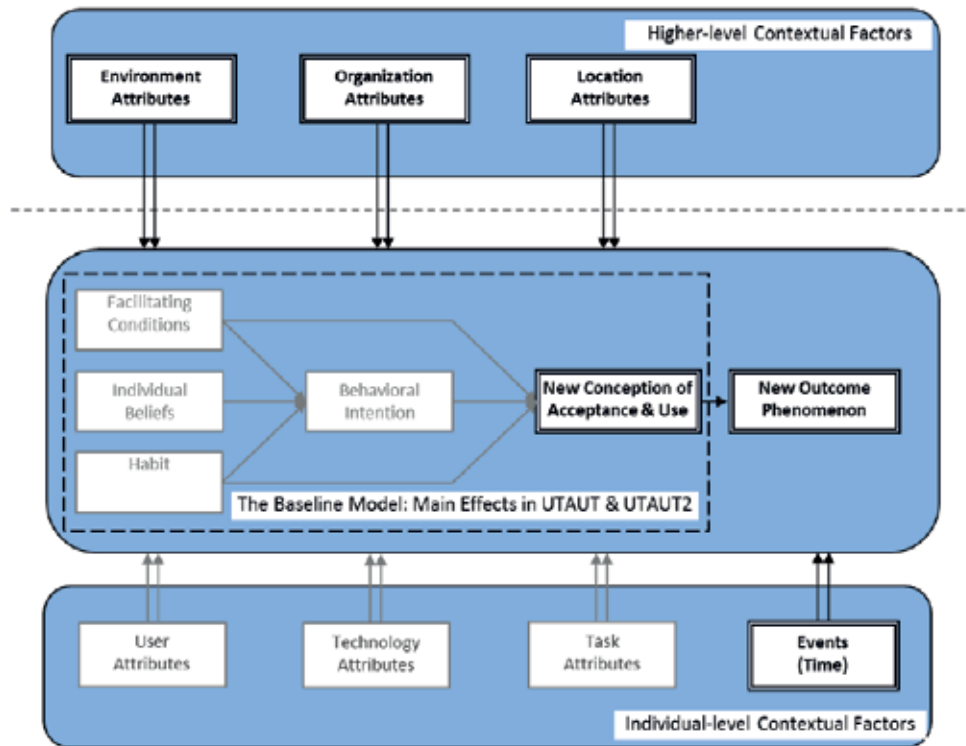 Higher-level Contextual Factors
Environment
Attributes
Organization
Attributes
Location
Attributes
Facilitating
Conditions
Individual
Beliefs
Habit
Behavioral
Intention
New Conception of
Acceptance & Use
New Outcome
Phenomenon
The Baseline Model: Main Effects in UTAUT & UTAUT2
User
Attributes
Technology
Attributes
Task
Attributes
Events
(Time)
Individual-level Contextual Factors